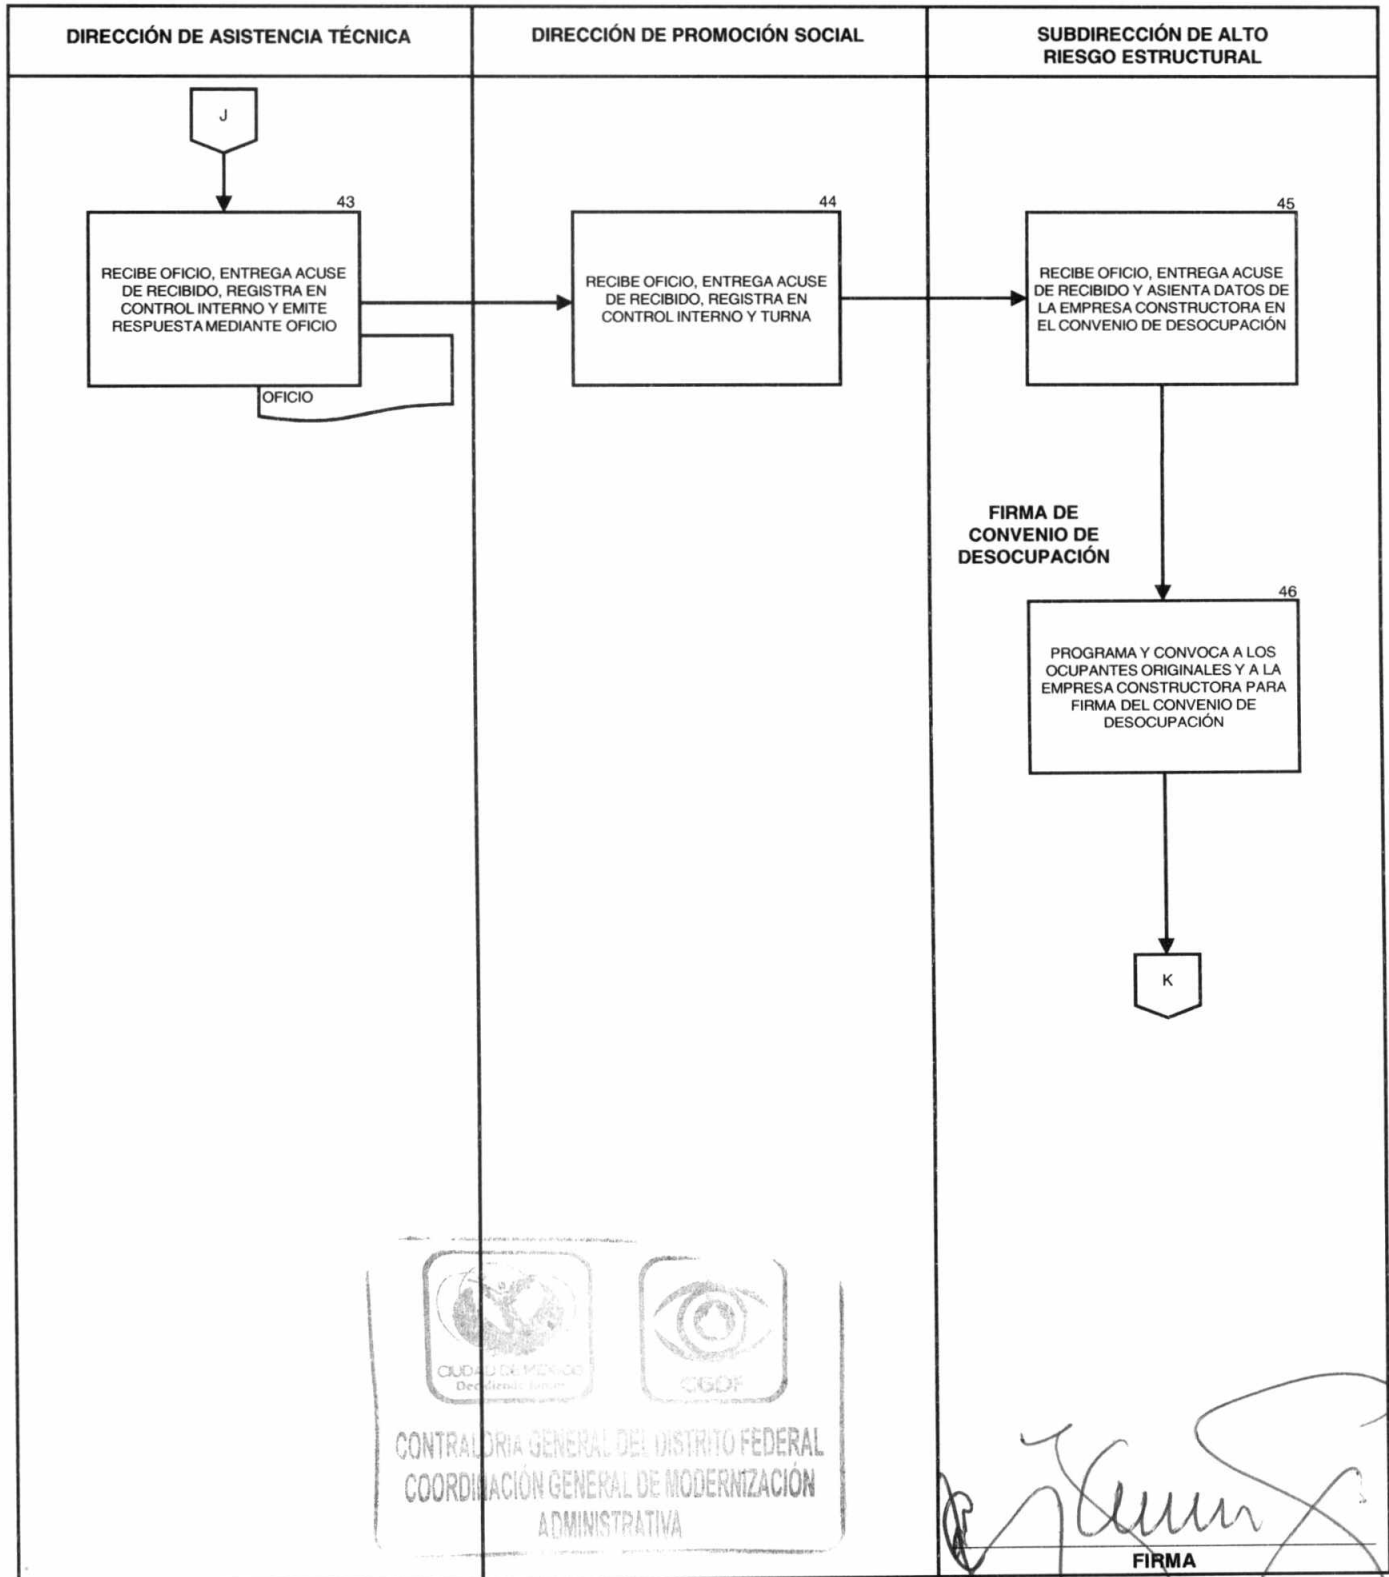 DIRECCIÓN DE ASISTENCIA TÉCNICA
DIRECCIÓN DE PROMOCIÓN SOCIAL
SUBDIRECCIÓN DE ALTO
RIESGO ESTRUCTURAL
J
43
RECIBE OFICIO, ENTREGA ACUSE
DE RECIBIDO, REGISTRA EN
CONTROL INTERNO Y EMITE
RESPUESTA MEDIANTE OFICIO
OFICIO
44
RECIBE OFICIO, ENTREGA ACUSE
DE RECIBIDO, REGISTRA EN
CONTROL INTERNO Y TURNA
45
RECIBE OFICIO, ENTREGA ACUSE
DE RECIBIDO Y ASIENTA DATOS DE
LA EMPRESA CONSTRUCTORA EN
EL CONVENIO DE DESOCUPACIÓN
FIRMA DE
CONVENIO DE
DESOCUPACIÓN
46
PROGRAMA Y CONVOCA A LOS
OCUPANTES ORIGINALES Y A LA
EMPRESA CONSTRUCTORA PARA
FIRMA DEL CONVENIO DE
DESOCUPACIÓN
K
CIUDAD DE MÉXICO
CGDF
CONTRALORÍA GENERAL DEL DISTRITO FEDERAL
COORDINACIÓN GENERAL DE MODERNIZACIÓN
ADMINISTRATIVA
FIRMA